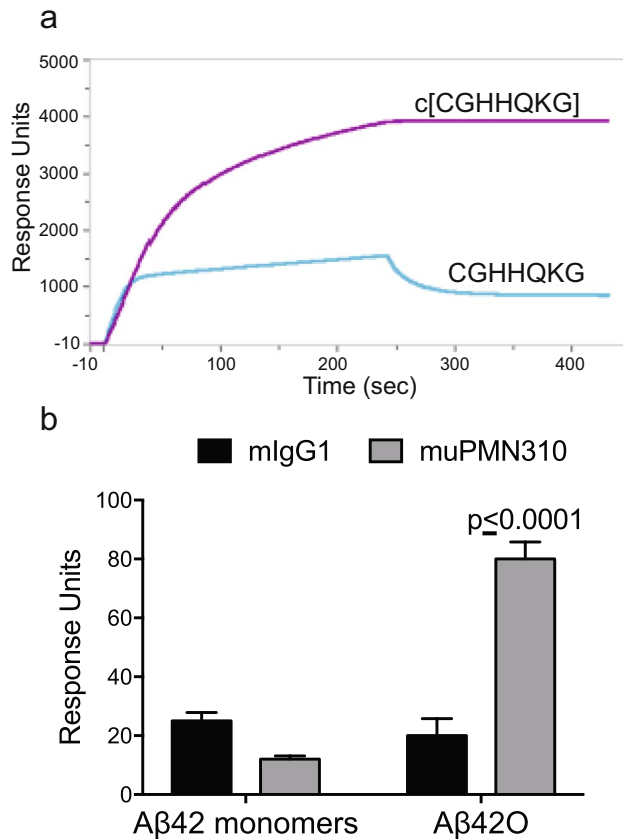 a
Response Units
5000
4000
3000
2000
1000
-10
c[CGHHQKG]
CGHHQKG
-10 100 200 300 400
Time (sec)
b
mIgG1 muPMN310
Response Units
100
80
60
40
20
0
p≤0.0001
Aβ42 monomers Aβ42O